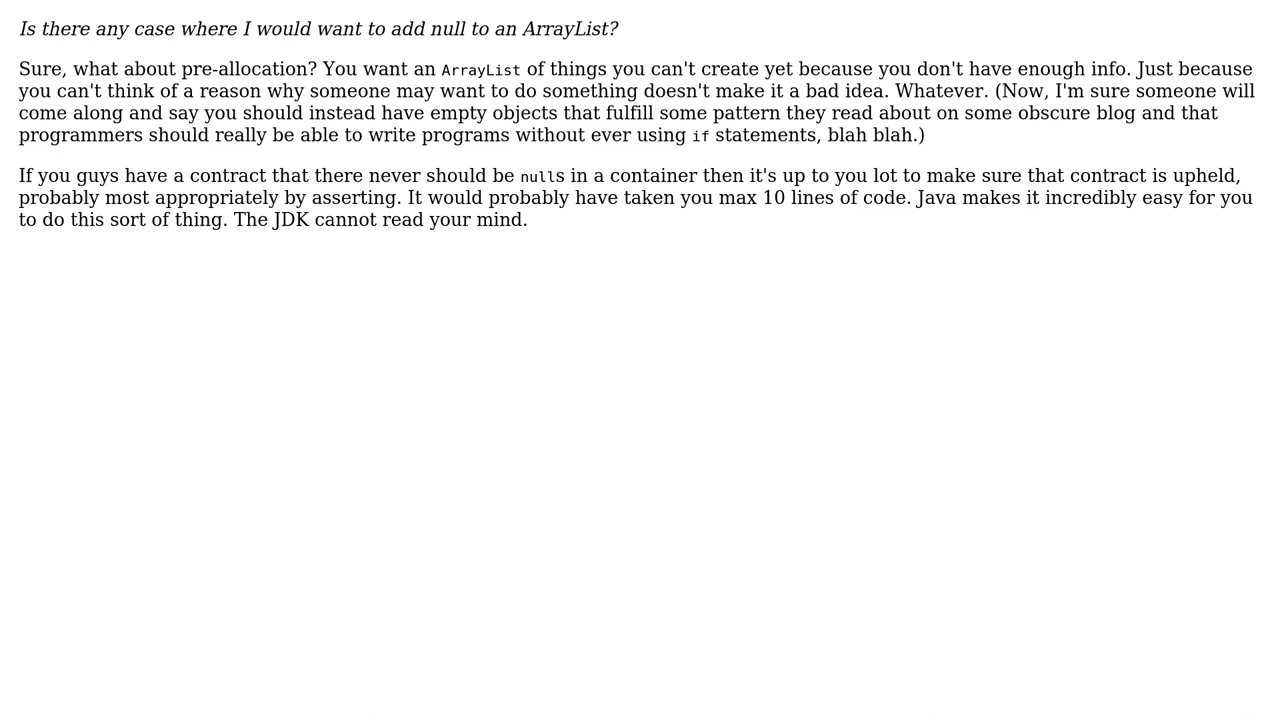 Is there any case where I would want to add null to an ArrayList?
Sure, what about pre-allocation? You want an ArrayList of things you can't create yet because you don't have enough info. Just because
you can't think of a reason why someone may want to do something doesn't make it a bad idea. Whatever. (Now, I'm sure someone will
come along and say you should instead have empty objects that fulfill some pattern they read about on some obscure blog and that
programmers should really be able to write programs without ever using if statements, blah blah.)
If you guys have a contract that there never should be nulls in a container then it's up to you lot to make sure that contract is upheld,
probably most appropriately by asserting. It would probably have taken you max 10 lines of code. Java makes it incredibly easy for you
to do this sort of thing. The JDK cannot read your mind.